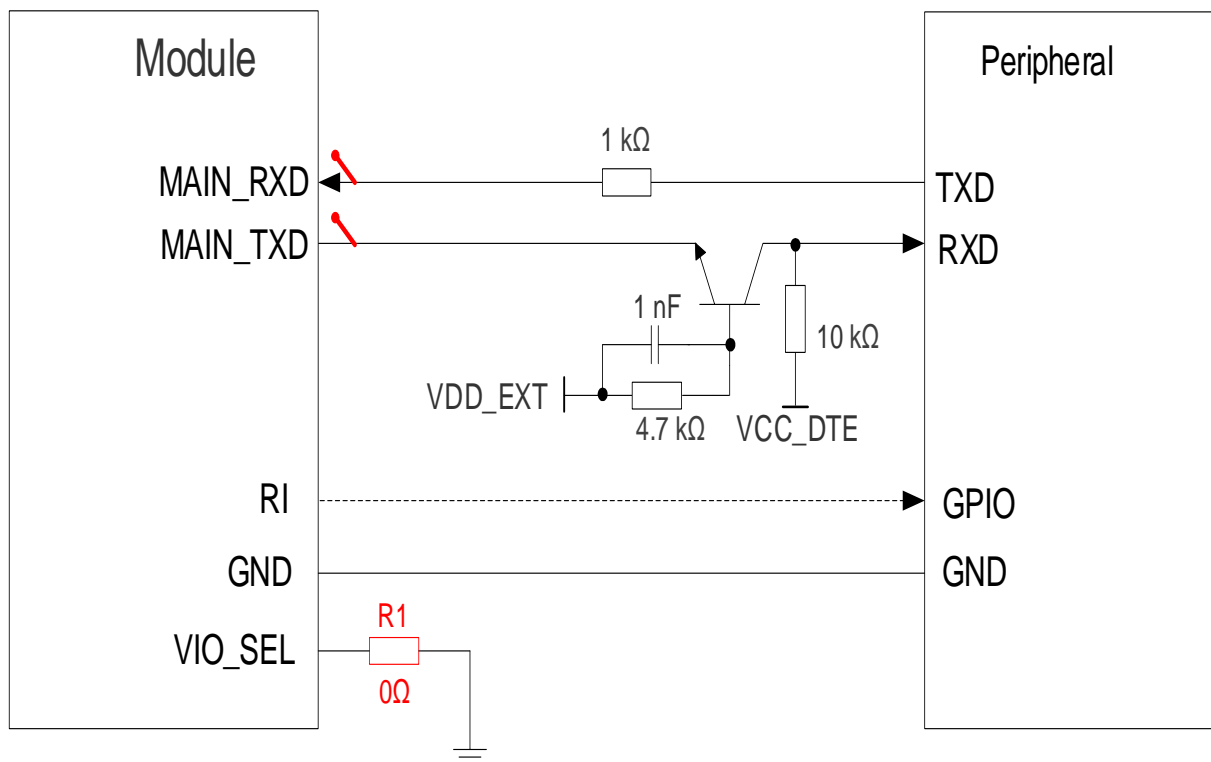 Module
Peripheral
1 kΩ
MAIN_RXD
TXD
MAIN_TXD
RXD
1 nF
10 kΩ
VDD_EXT
4.7 kΩ
VCC_DTE
RI
GPIO
GND
GND
R1
VIO_SEL
0Ω